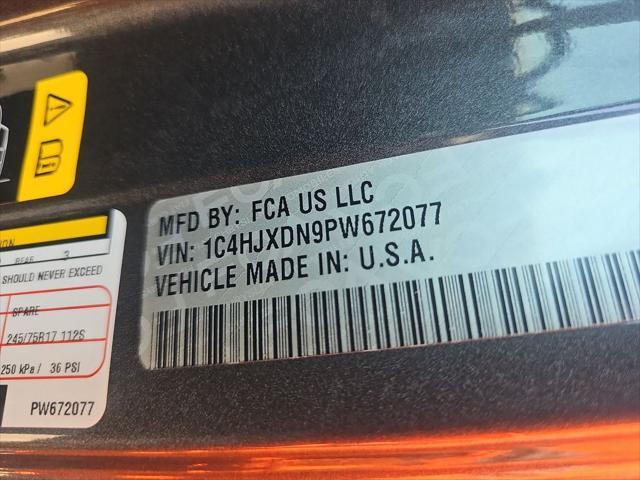 MFD BY: FCA US LLC
VIN: 1C4HJXDN9PW672077
VEHICLE MADE IN: U.S.A.
REAR 3
SHOULD NEVER EXCEED
SPARE
245/75R17 112S
250 kPa / 36 PSI
PW672077